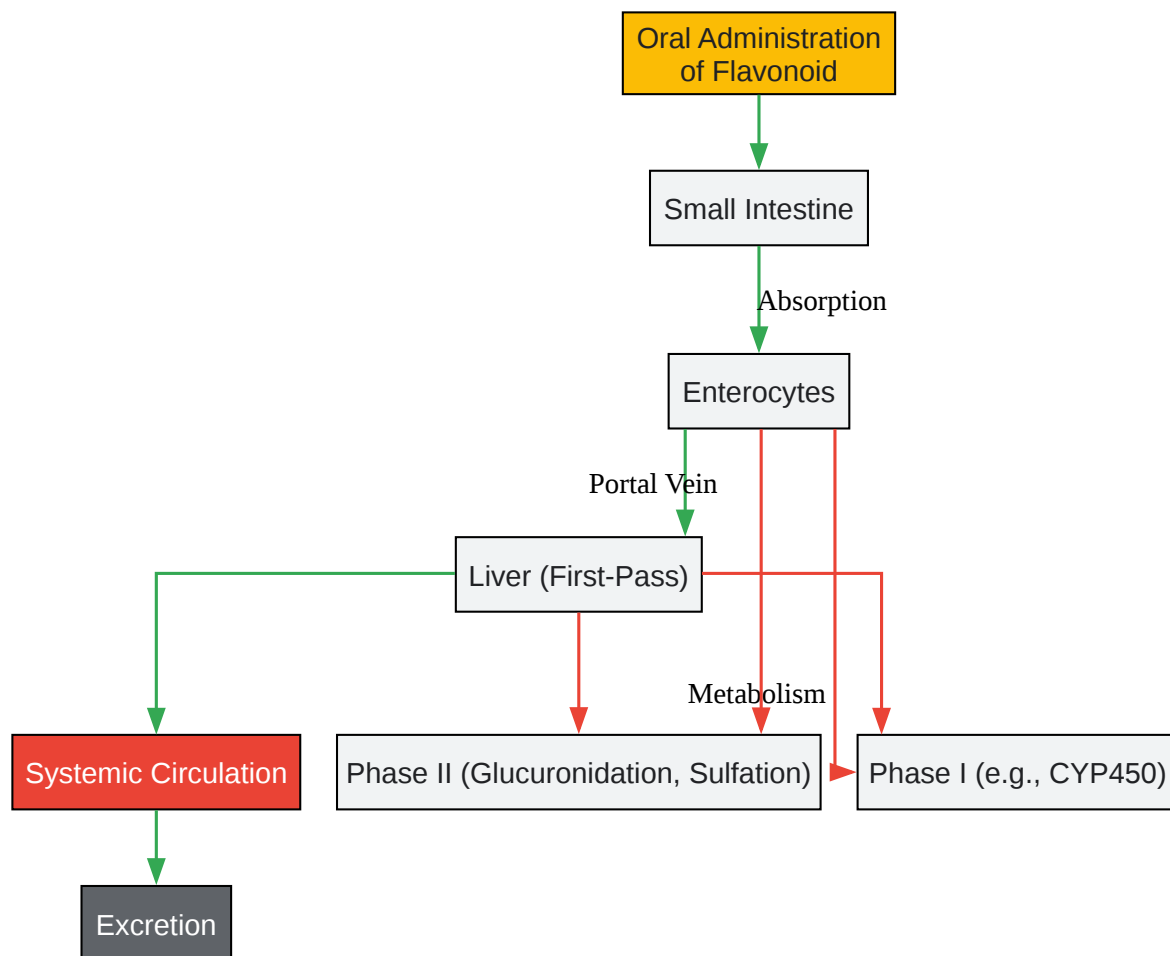 Oral Administration
of Flavonoid
Small Intestine
Absorption
Enterocytes
Portal Vein
Liver (First-Pass)
Metabolism
Systemic Circulation
Phase II (Glucuronidation, Sulfation)
Phase I (e.g., CYP450)
Excretion